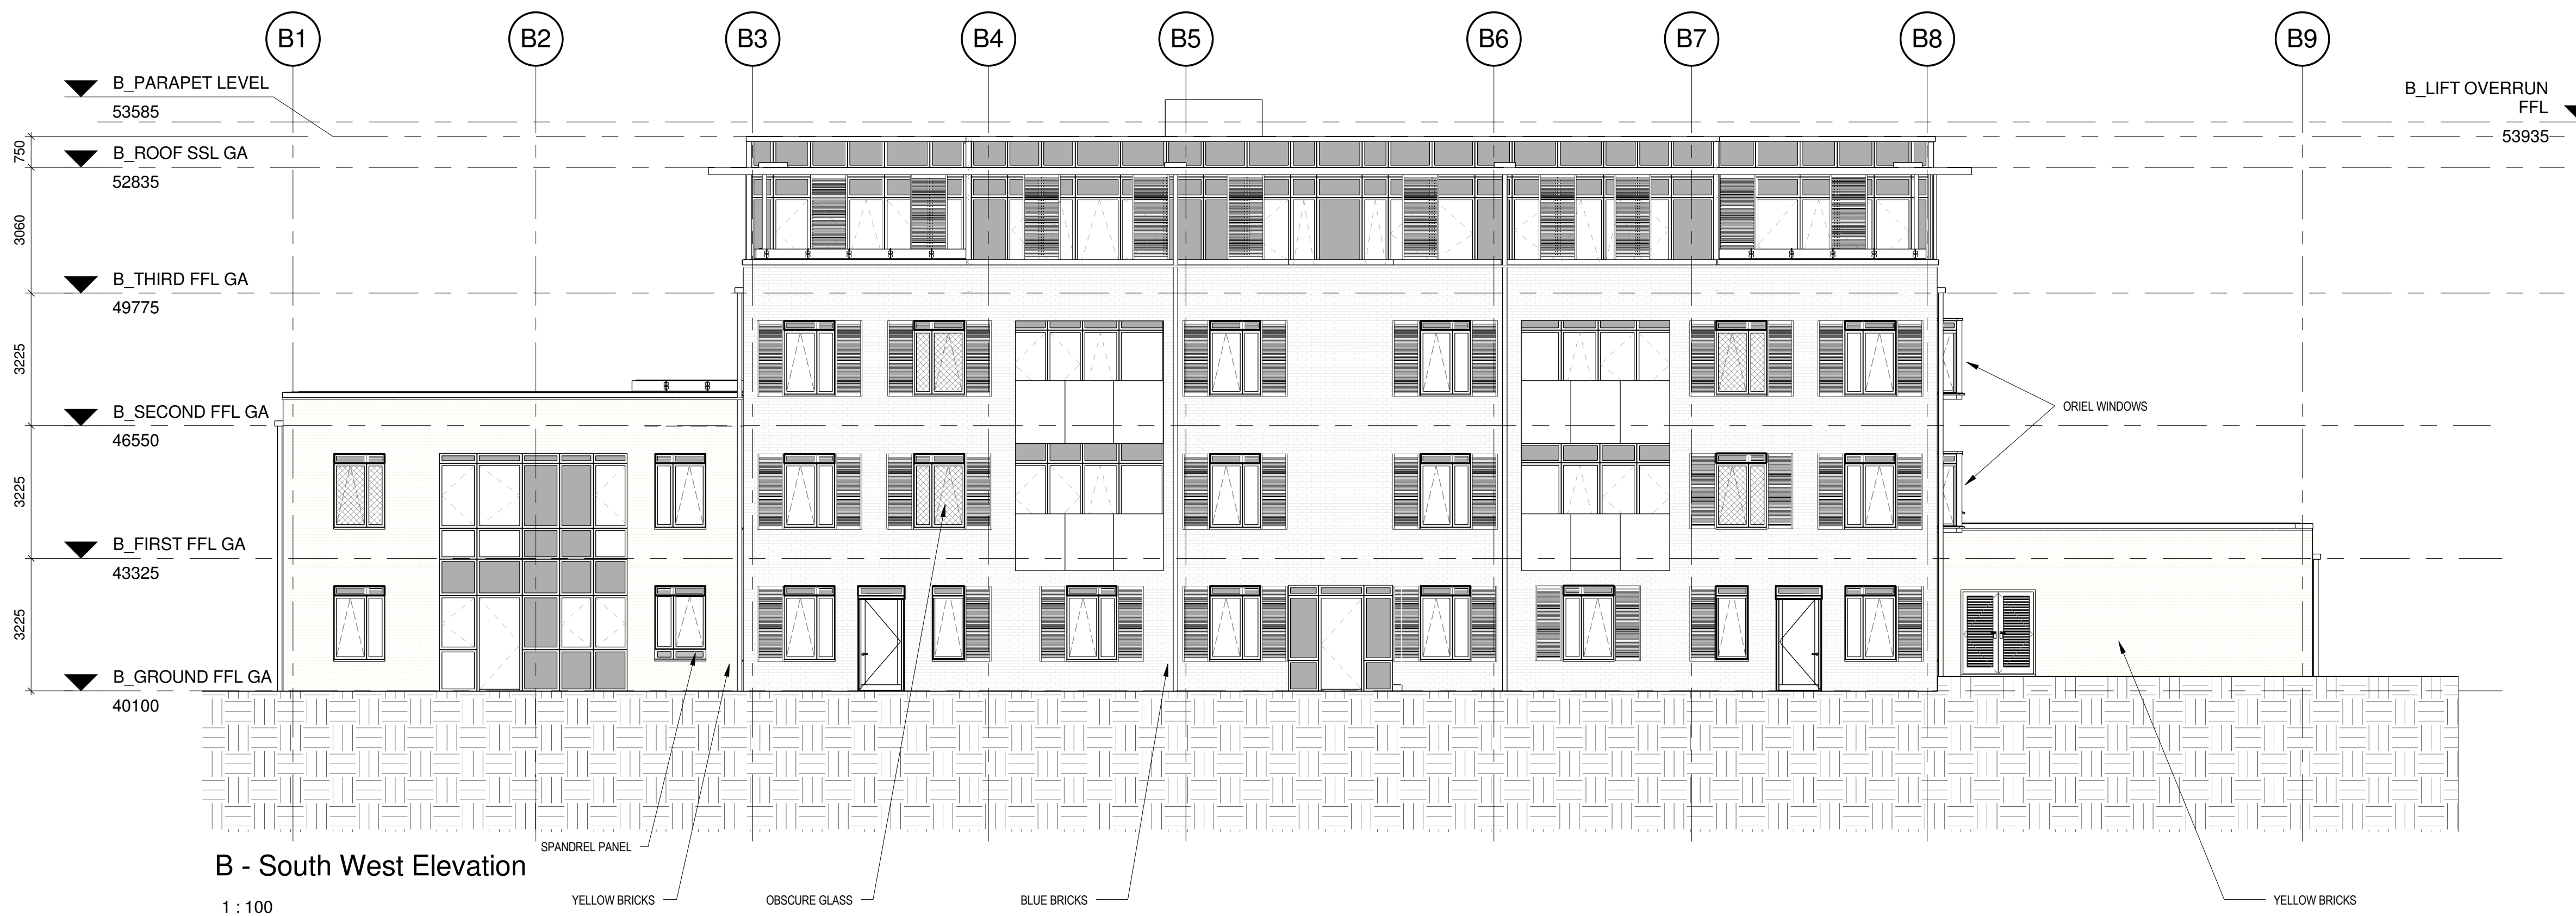 B1 B2 B3 B4 B5 B6 B7 B8 B9
B_PARAPET LEVEL
53585
B_LIFT OVERRUN
FFL
53935
750
B_ROOF SSL GA
52835
3060
B_THIRD FFL GA
49775
3225
ORIEL WINDOWS
B_SECOND FFL GA
46550
3225
B_FIRST FFL GA
43325
3225
B_GROUND FFL GA
40100
SPANDREL PANEL
B - South West Elevation
YELLOW BRICKS
OBSCURE GLASS
BLUE BRICKS
YELLOW BRICKS
1 : 100